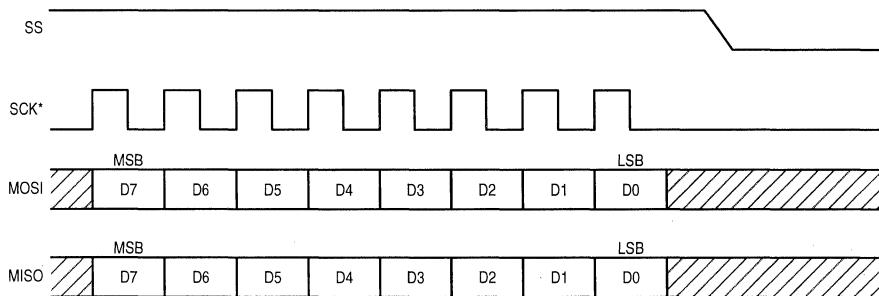 SS
SCK*
MSB LSB
MOSI D7 D6 D5 D4 D3 D2 D1 D0
MSB LSB
MISO D7 D6 D5 D4 D3 D2 D1 D0